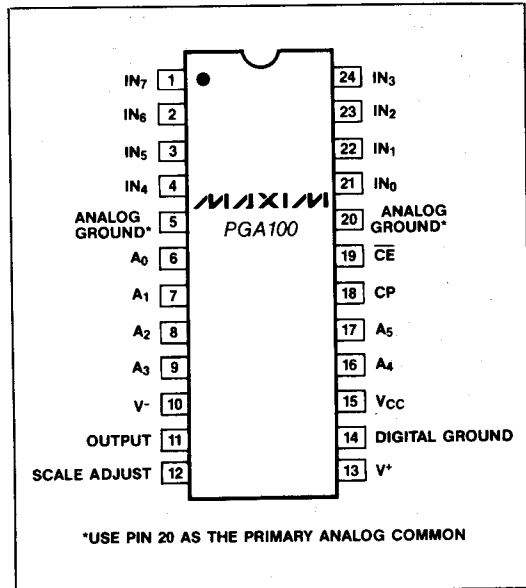 IN7 1
IN6 2
IN5 3
IN4 4
ANALOG GROUND* 5
A0 6
A1 7
A2 8
A3 9
V- 10
OUTPUT 11
SCALE ADJUST 12
MAXIM
PGA100
24 IN3
23 IN2
22 IN1
21 IN0
20 ANALOG GROUND*
19 C̅E̅
18 CP
17 A5
16 A4
15 VCC
14 DIGITAL GROUND
13 V+
*USE PIN 20 AS THE PRIMARY ANALOG COMMON